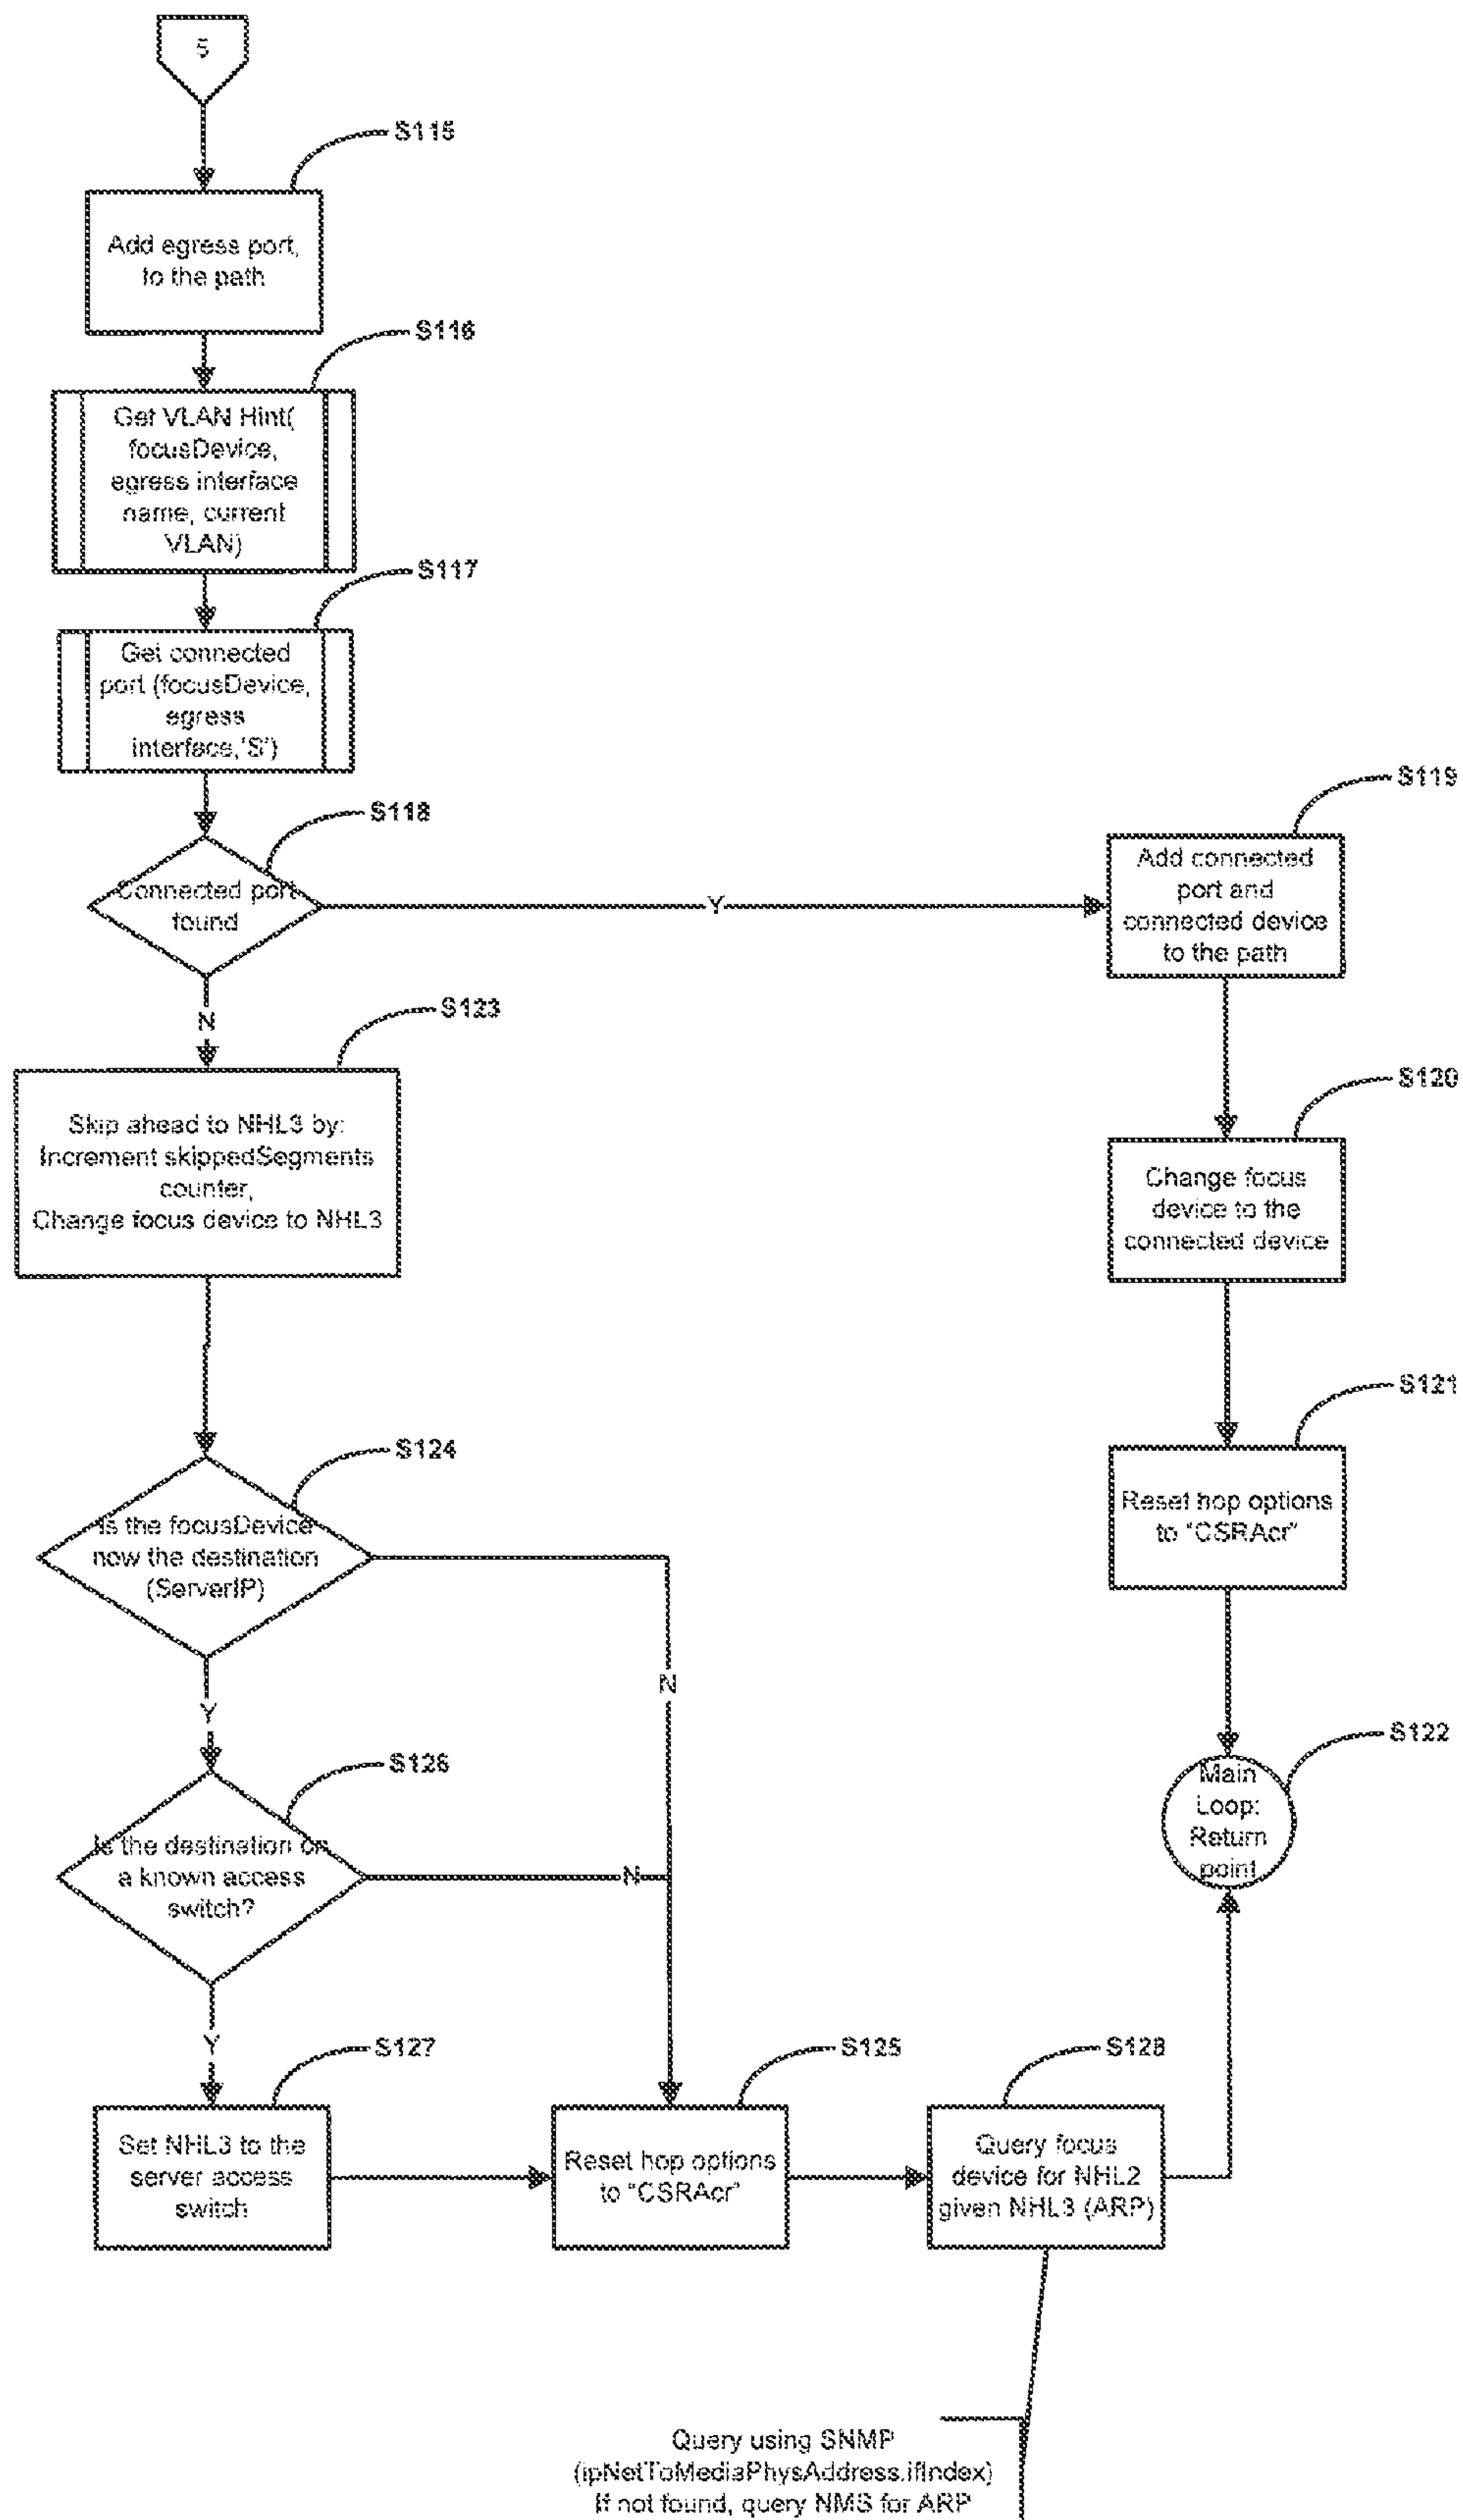 5
S115
Add egress port,
to the path
S116
Get VLAN Hint(
focusDevice,
egress interface
name, current
VLAN)
S117
Get connected
port (focusDevice,
egress
interface,'S')
S118
Connected port
found
Y
N
S119
Add connected
port and
connected device
to the path
S120
Change focus
device to the
connected device
S121
Reset hop options
to "CSRAcr"
S122
Main
Loop:
Return
point
S123
Skip ahead to NHL3 by:
Increment skippedSegments
counter,
Change focus device to NHL3
S124
Is the focusDevice
now the destination
(ServerIP)
N
Y
S126
Is the destination on
a known access
switch?
N
Y
S127
Set NHL3 to the
server access
switch
S125
Reset hop options
to "CSRAcr"
S128
Query focus
device for NHL2
given NHL3 (ARP)
Query using SNMP
(ipNetToMediaPhysAddress.ifIndex)
If not found, query NMS for ARP